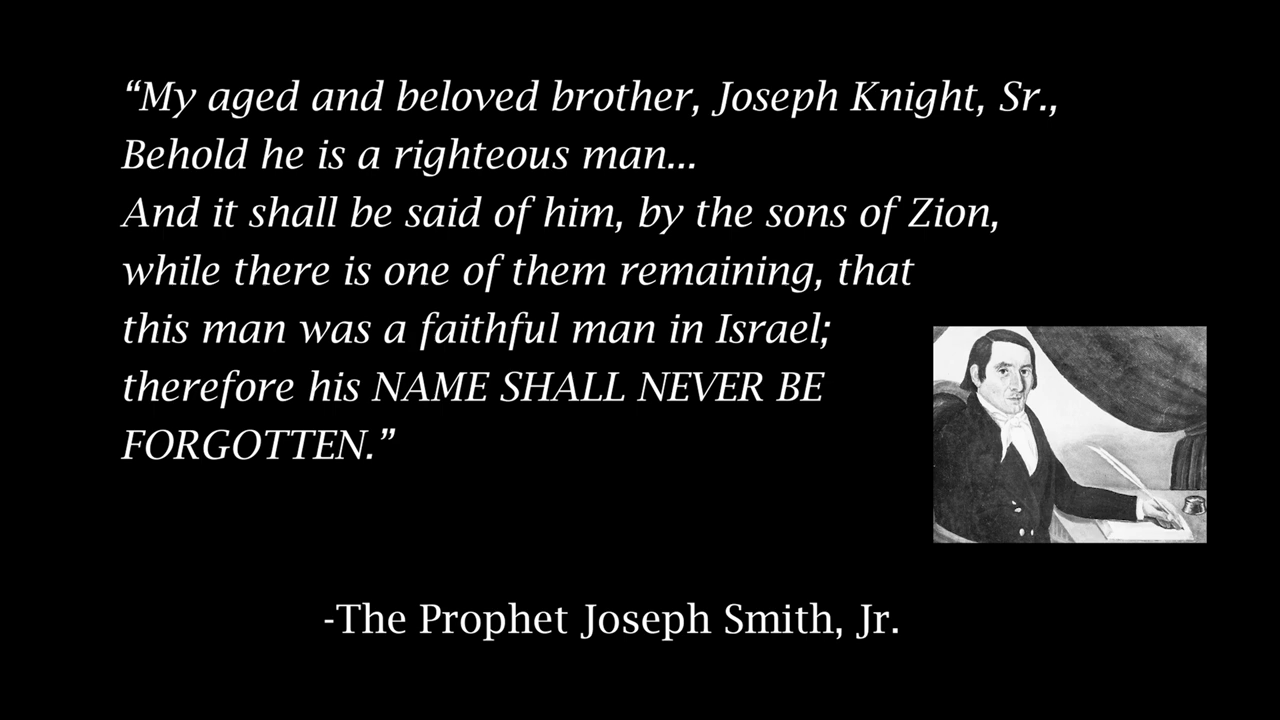 “My aged and beloved brother, Joseph Knight, Sr.,
Behold he is a righteous man...
And it shall be said of him, by the sons of Zion,
while there is one of them remaining, that
this man was a faithful man in Israel;
therefore his NAME SHALL NEVER BE
FORGOTTEN.”
-The Prophet Joseph Smith, Jr.